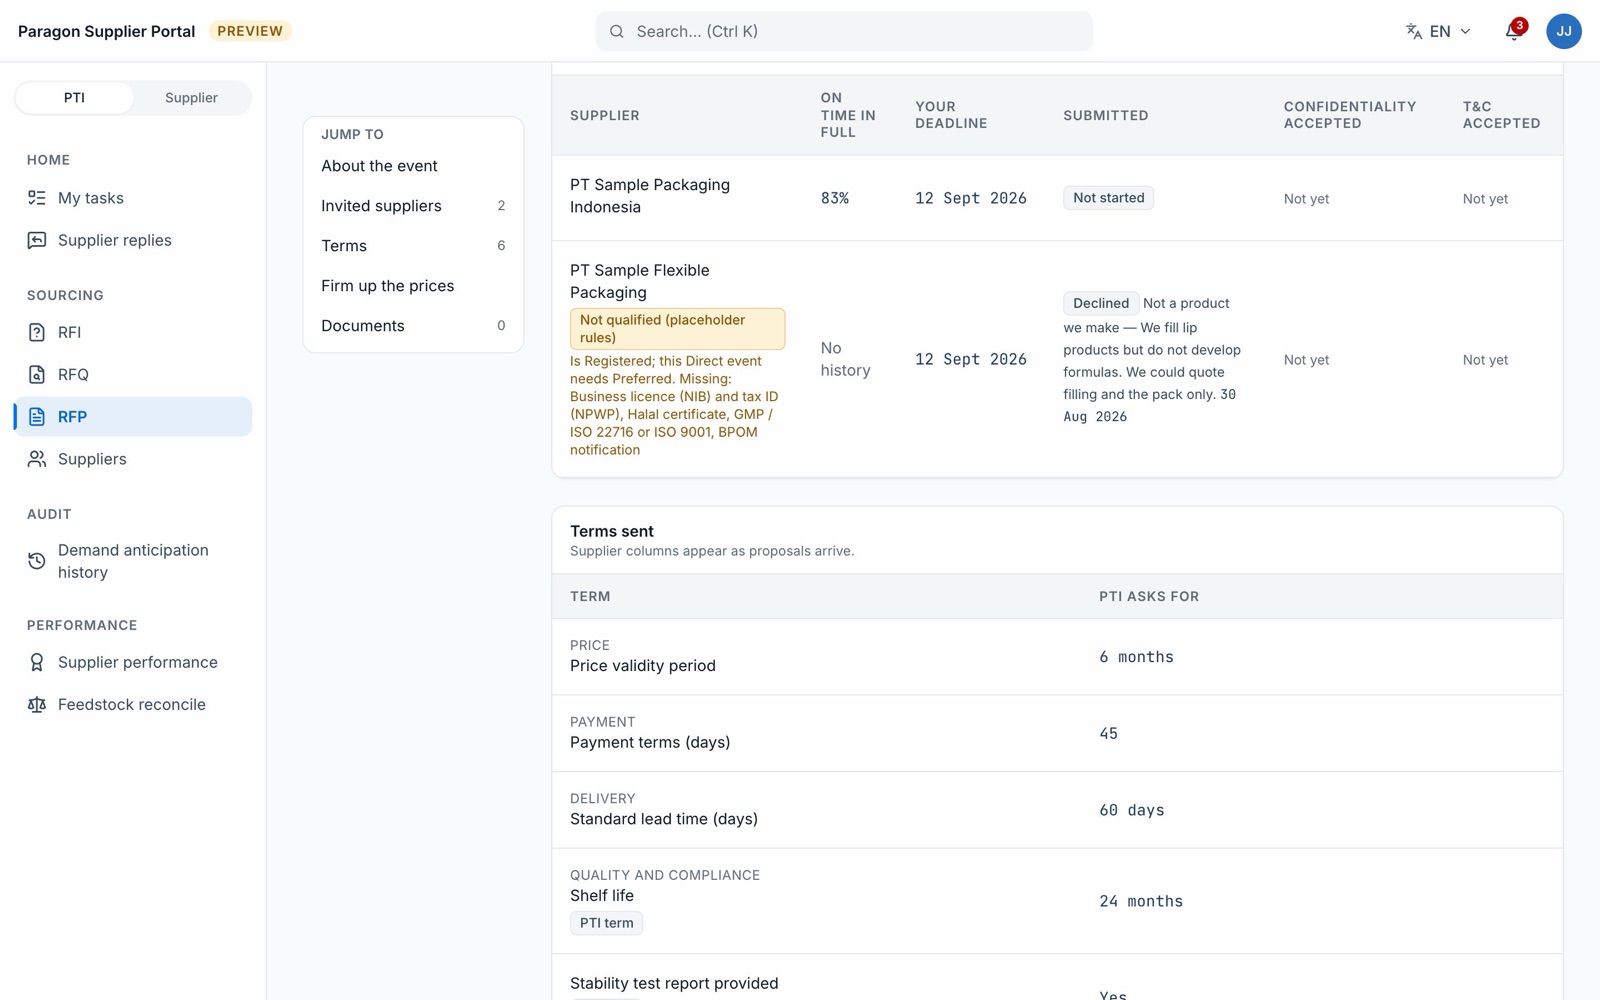 Paragon Supplier Portal
PREVIEW
Search... (Ctrl K)
EN
3
JJ
PTI
Supplier
HOME
My tasks
Supplier replies
SOURCING
RFI
RFQ
RFP
Suppliers
AUDIT
Demand anticipation
history
PERFORMANCE
Supplier performance
Feedstock reconcile
JUMP TO
About the event
Invited suppliers 2
Terms 6
Firm up the prices
Documents 0
SUPPLIER
ON
TIME IN
FULL
YOUR
DEADLINE
SUBMITTED
CONFIDENTIALITY
ACCEPTED
T&C
ACCEPTED
PT Sample Packaging
Indonesia
83%
12 Sept 2026
Not started
Not yet
Not yet
PT Sample Flexible
Packaging
Not qualified (placeholder
rules)
Is Registered; this Direct event
needs Preferred. Missing:
Business licence (NIB) and tax ID
(NPWP), Halal certificate, GMP /
ISO 22716 or ISO 9001, BPOM
notification
No
history
12 Sept 2026
Declined Not a product
we make — We fill lip
products but do not develop
formulas. We could quote
filling and the pack only. 30
Aug 2026
Not yet
Not yet
Terms sent
Supplier columns appear as proposals arrive.
TERM
PTI ASKS FOR
PRICE
Price validity period
6 months
PAYMENT
Payment terms (days)
45
DELIVERY
Standard lead time (days)
60 days
QUALITY AND COMPLIANCE
Shelf life
PTI term
24 months
Stability test report provided
Yes